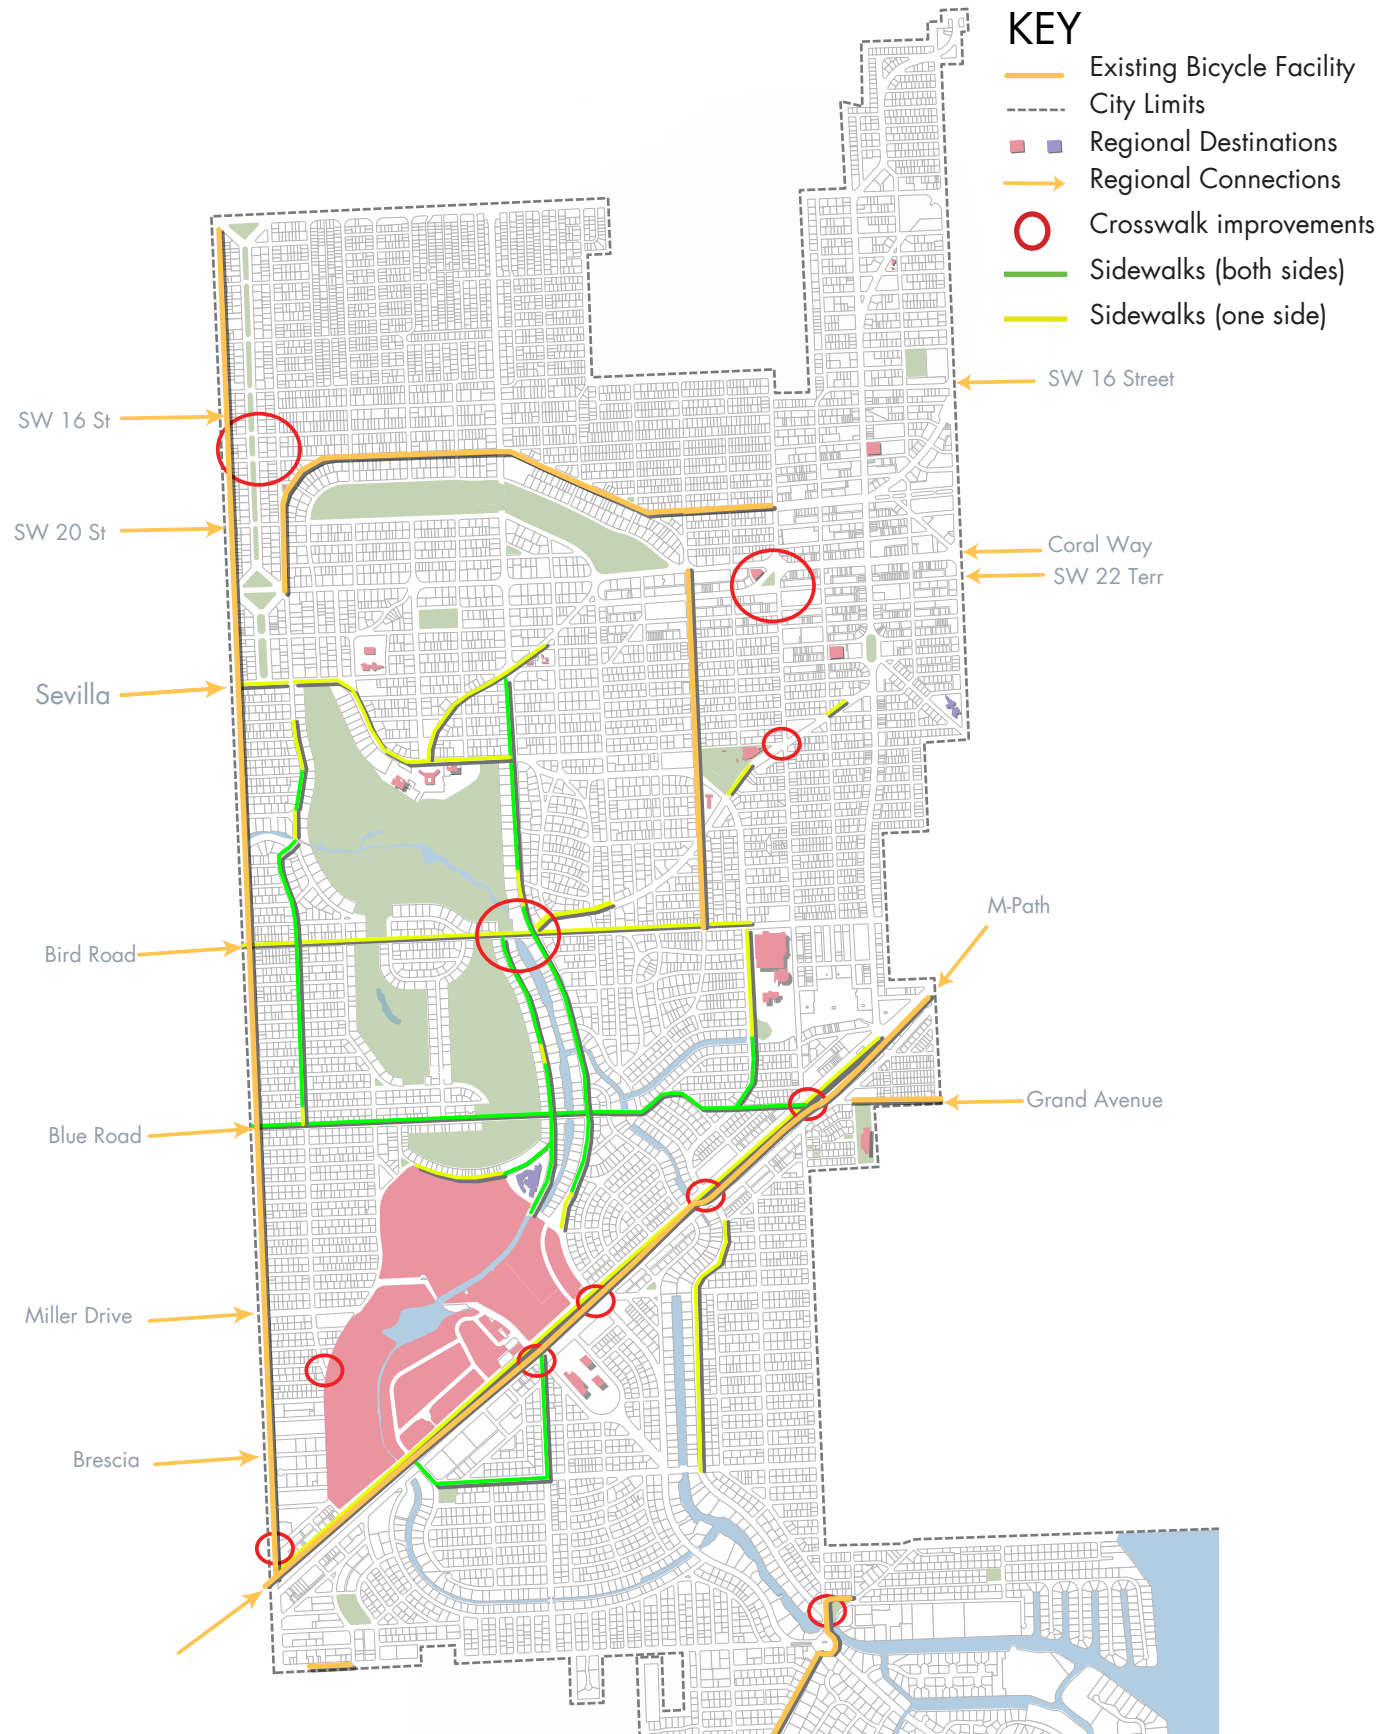 KEY
Existing Bicycle Facility
City Limits
Regional Destinations
Regional Connections
Crosswalk improvements
Sidewalks (both sides)
Sidewalks (one side)
SW 16 Street
SW 16 St
SW 20 St
Coral Way
SW 22 Terr
Sevilla
M-Path
Bird Road
Grand Avenue
Blue Road
Miller Drive
Brescia